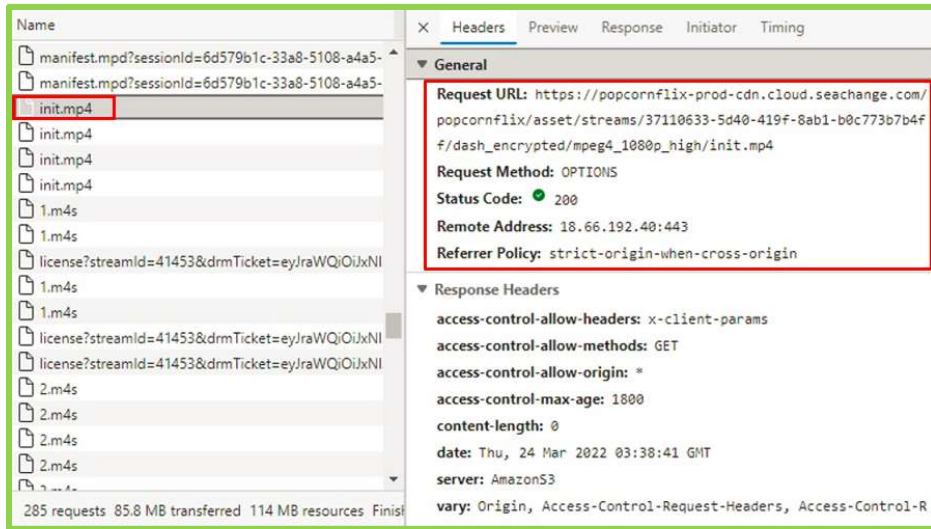 Name
manifest.mpd?sessionId=6d579b1c-33a8-5108-a4a5-
manifest.mpd?sessionId=6d579b1c-33a8-5108-a4a5-
init.mp4
init.mp4
init.mp4
init.mp4
1.m4s
1.m4s
license?streamId=41453&drmTicket=eyJraWQiOiJxNI
1.m4s
1.m4s
license?streamId=41453&drmTicket=eyJraWQiOiJxNI
license?streamId=41453&drmTicket=eyJraWQiOiJxNI
2.m4s
2.m4s
2.m4s
2.m4s
285 requests 85.8 MB transferred 114 MB resources Finish
Headers Preview Response Initiator Timing
General
Request URL: https://popcornflix-prod-cdn.cloud.seachange.com/
popcornflix/asset/streams/37110633-5d40-419f-8ab1-b0c773b7b4f
f/dash_encrypted/mpeg4_1080p_high/init.mp4
Request Method: OPTIONS
Status Code: 200
Remote Address: 18.66.192.40:443
Referrer Policy: strict-origin-when-cross-origin
Response Headers
access-control-allow-headers: x-client-params
access-control-allow-methods: GET
access-control-allow-origin: *
access-control-max-age: 1800
content-length: 0
date: Thu, 24 Mar 2022 03:38:41 GMT
server: AmazonS3
vary: Origin, Access-Control-Request-Headers, Access-Control-R